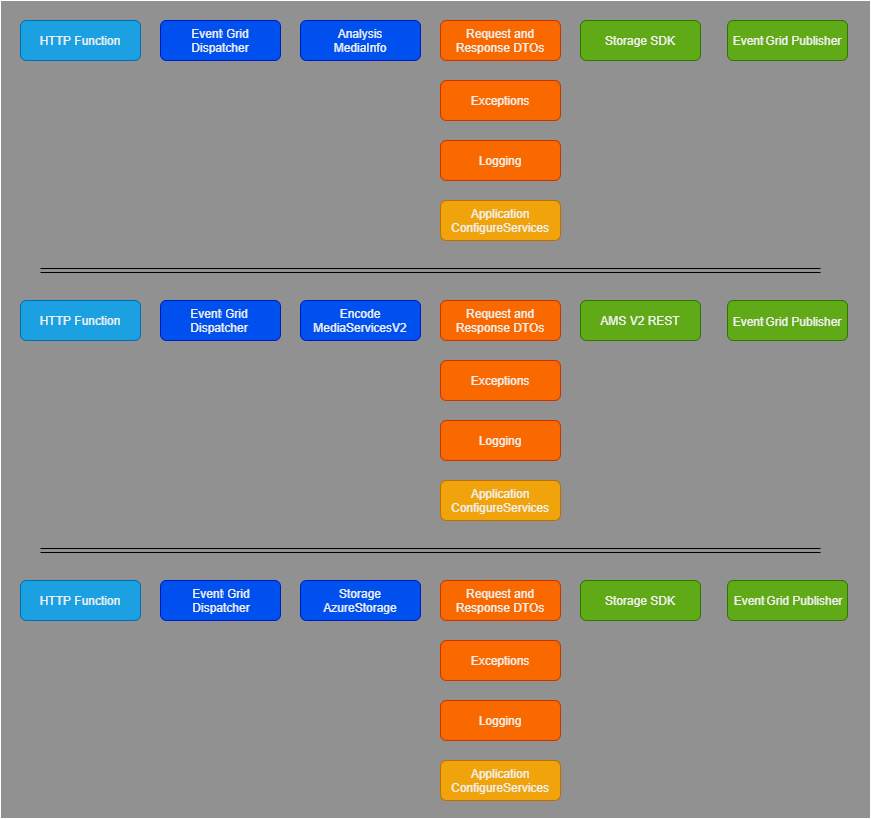 HTTP Function
Event Grid
Dispatcher
Analysis
MediaInfo
Request and
Response DTOs
Storage SDK
Event Grid Publisher
Exceptions
Logging
Application
ConfigureServices
HTTP Function
Event Grid
Dispatcher
Encode
MediaServicesV2
Request and
Response DTOs
AMS V2 REST
Event Grid Publisher
Exceptions
Logging
Application
ConfigureServices
HTTP Function
Event Grid
Dispatcher
Storage
AzureStorage
Request and
Response DTOs
Storage SDK
Event Grid Publisher
Exceptions
Logging
Application
ConfigureServices